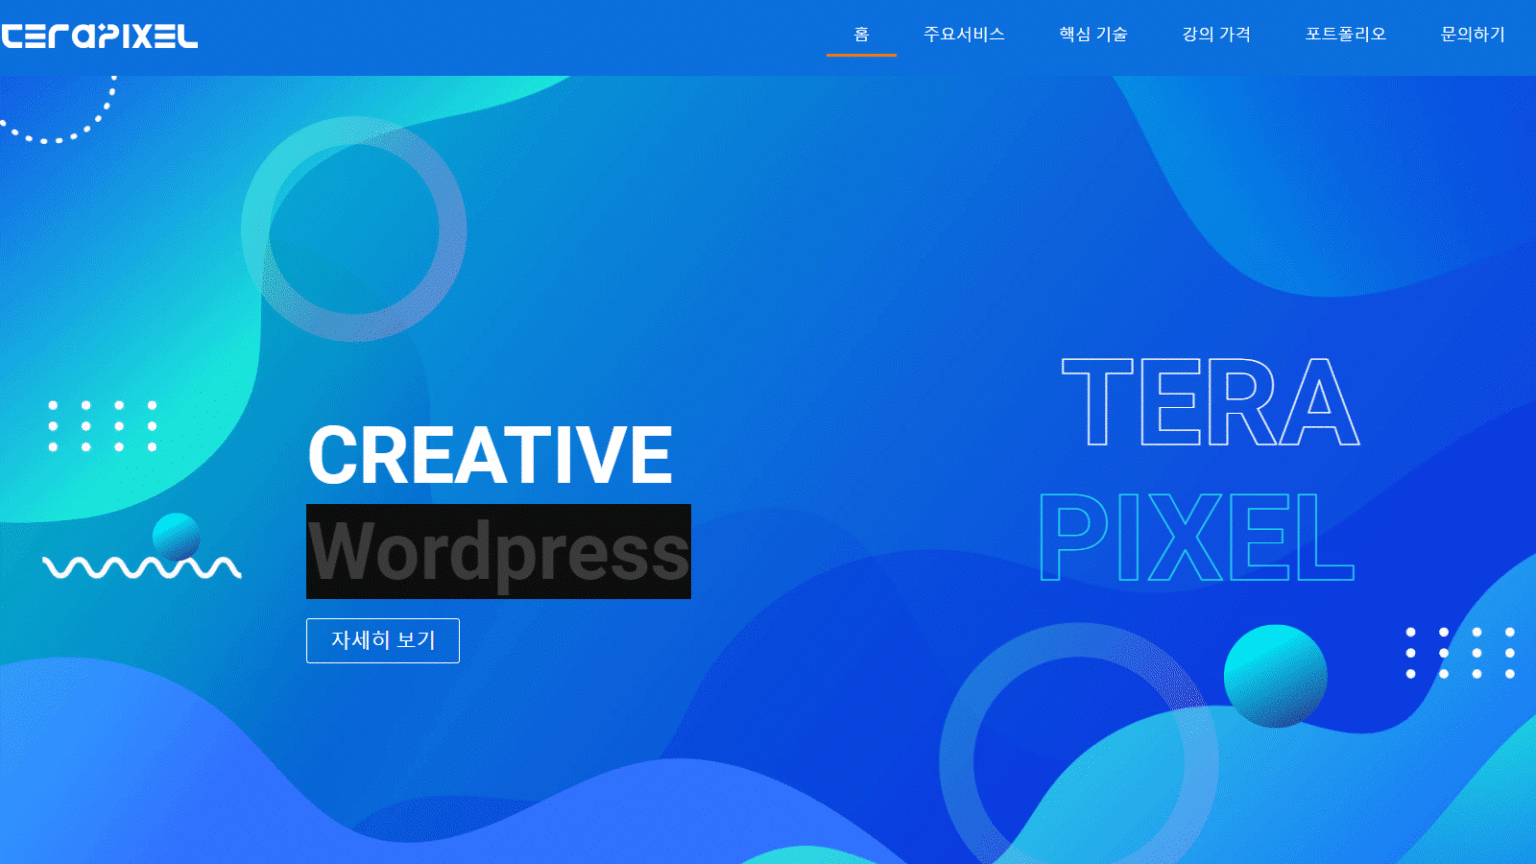 TERAPIXEL
홈 주요서비스 핵심 기술 강의 가격 포트폴리오 문의하기
CREATIVE
Wordpress
자세히 보기
TERA
PIXEL